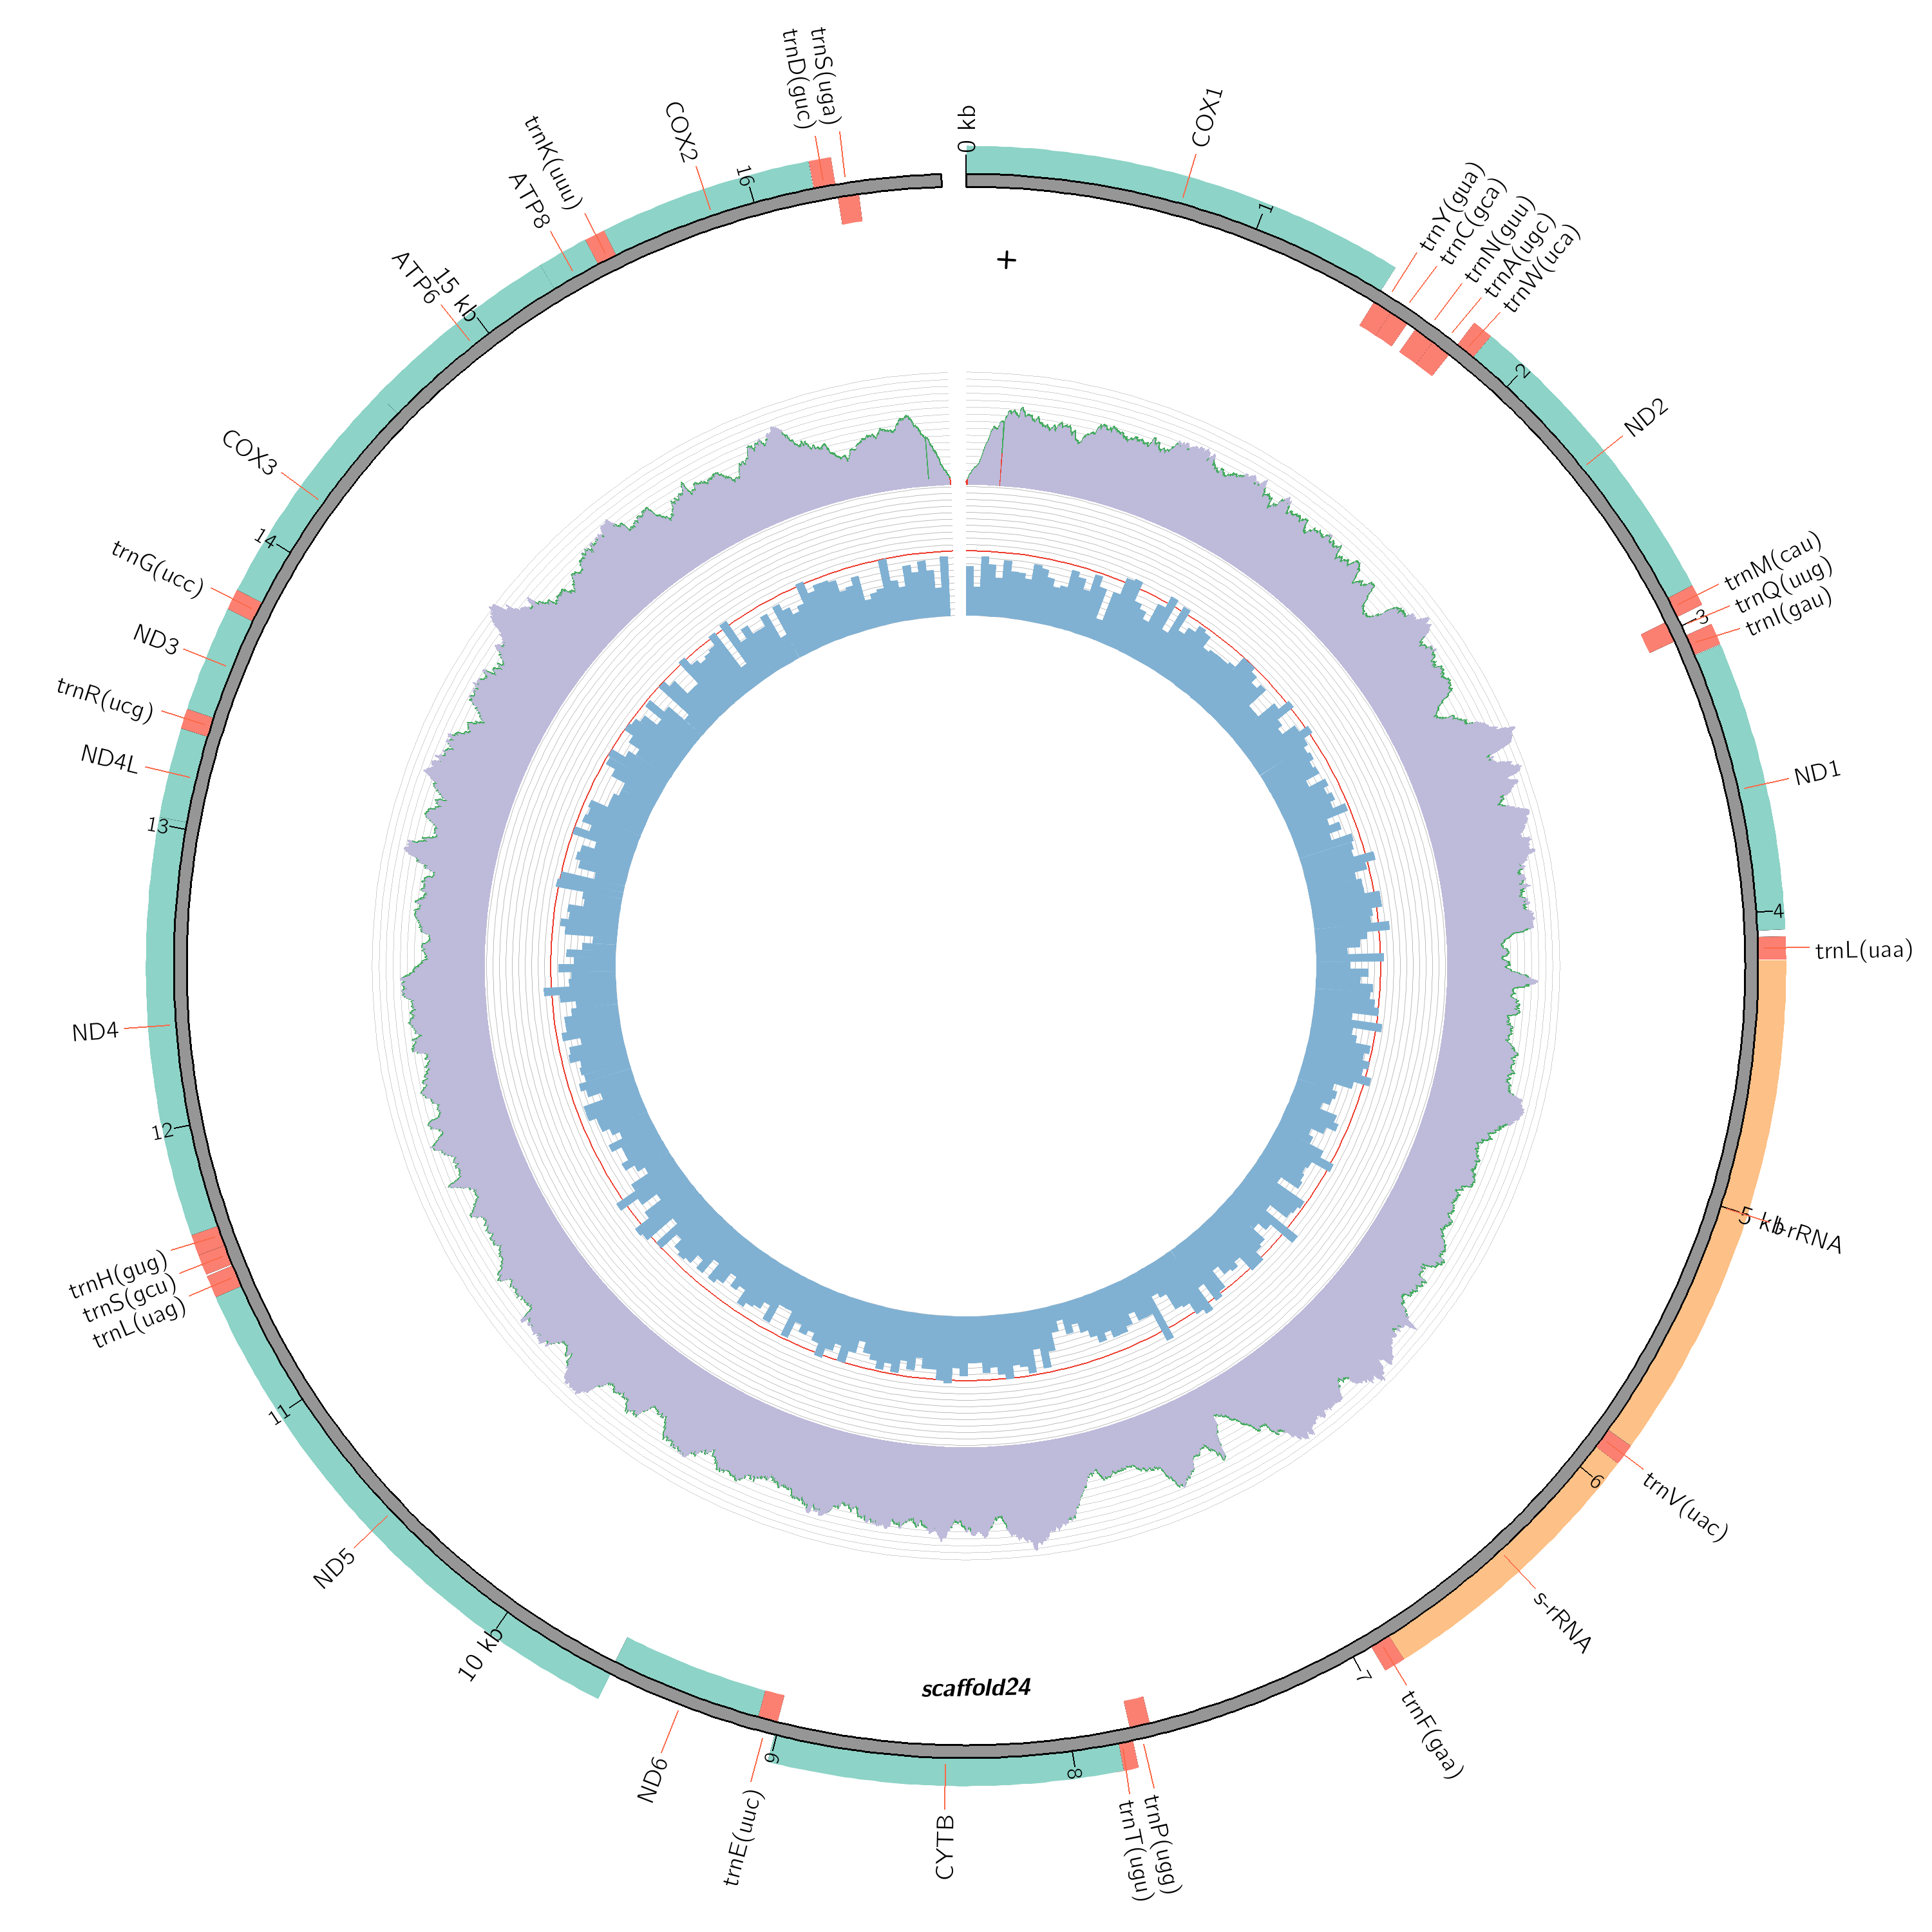 0 kb
COX1
1
trnY(gua)
trnC(gca)
trnN(guu)
trnA(ugc)
trnW(uca)
2
ND2
trnM(cau)
trnQ(uug)
3
trnI(gau)
ND1
4
trnL(uaa)
5 kb
l-rRNA
trnV(uac)
6
s-rRNA
7
trnF(gaa)
trnP(ugg)
trnT(ugu)
8
CYTB
9
trnE(uuc)
ND6
10 kb
ND5
11
trnL(uag)
trnS(gcu)
trnH(gug)
12
ND4
13
ND4L
trnR(ucg)
ND3
trnG(ucc)
14
COX3
15 kb
ATP6
ATP8
trnK(uuu)
COX2
16
trnD(guc)
trnS(uga)
+
scaffold24